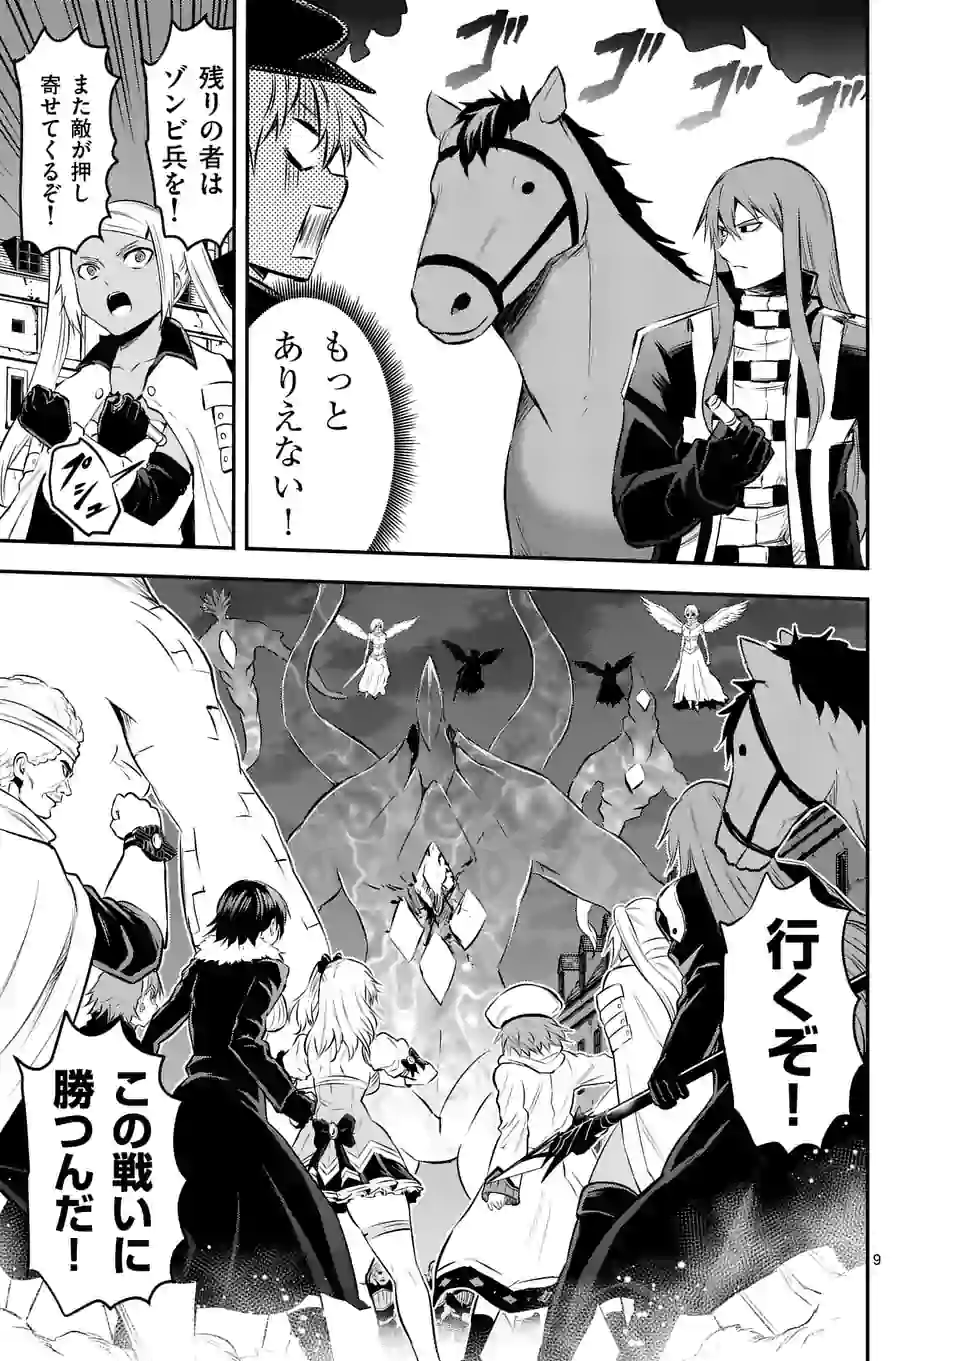 ゴゴゴゴ
もっと
ありえない！
残りの者は
ゾンビ兵を！
また敵が押し
寄せてくるぞ！
プシュ
行くぞ！
この戦いに
勝つんだ！
9